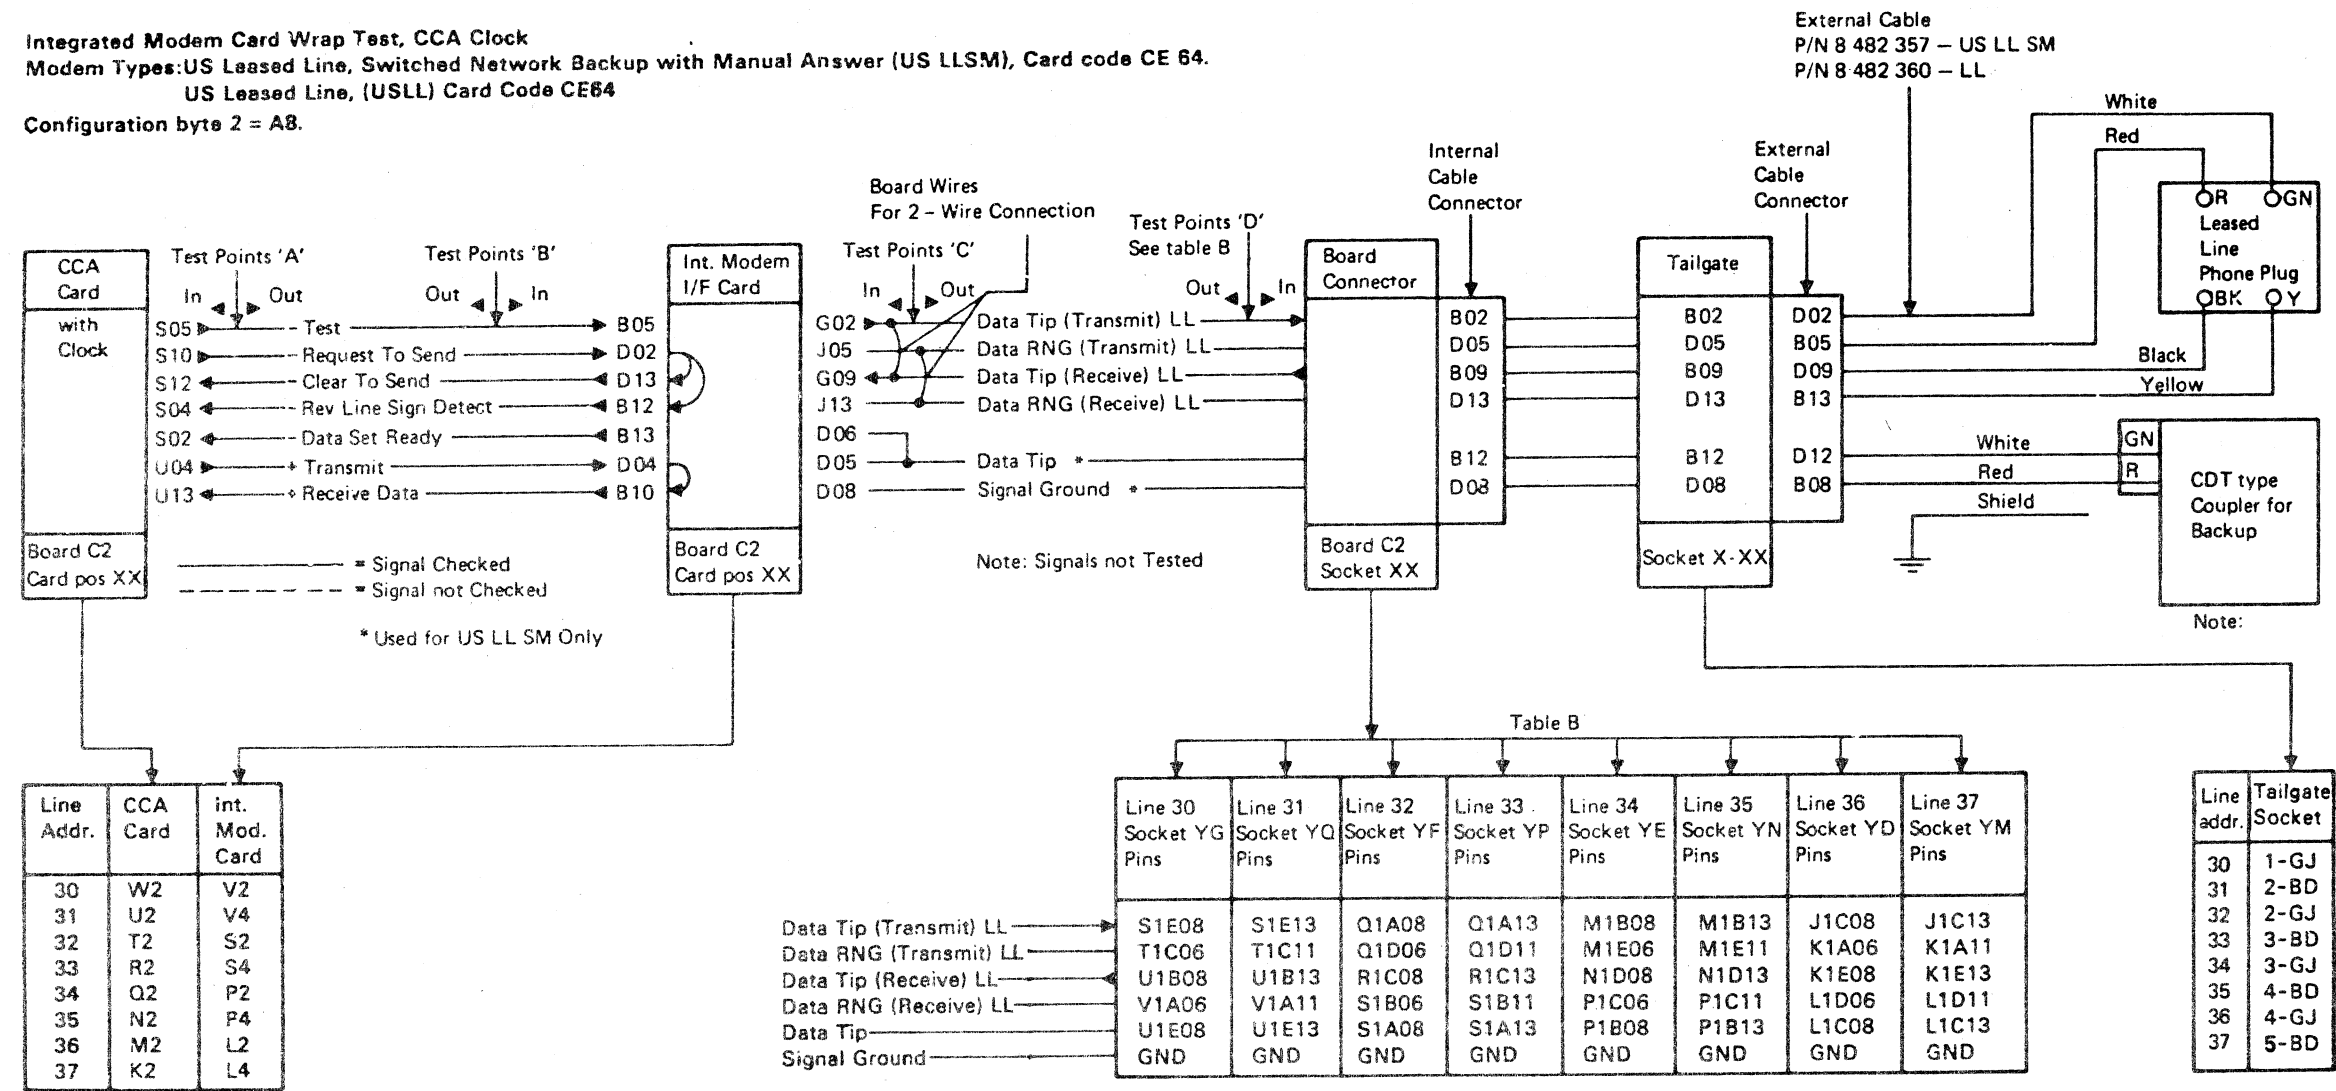 Integrated Modem Card Wrap Test, CCA Clock
Modem Types:US Leased Line, Switched Network Backup with Manual Answer (US LLSM), Card code CE 64.
US Leased Line, (USLL) Card Code CE64
Configuration byte 2 = A8.
External Cable
P/N 8 482 357 – US LL SM
P/N 8 482 360 – LL
White
Red
R GN
Leased
Line
Phone Plug
BK Y
Black
Yellow
Board Wires
For 2 – Wire Connection
Internal
Cable
Connector
External
Cable
Connector
Test Points 'A'
In Out
Test Points 'B'
Out In
Test Points 'C'
In Out
Test Points 'D'
See table B
Out In
CCA
Card
with
Clock
Board C2
Card pos XX
S05 – Test B05
S10 – Request To Send D02
S12 – Clear To Send D13
S04 – Rev Line Sign Detect B12
S02 – Data Set Ready B13
U04 + Transmit D04
U13 + Receive Data B10
Int. Modem
I/F Card
Board C2
Card pos XX
G02 Data Tip (Transmit) LL
J05 Data RNG (Transmit) LL
G09 Data Tip (Receive) LL
J13 Data RNG (Receive) LL
D06
D05 Data Tip *
D08 Signal Ground *
Note: Signals not Tested
Board
Connector
Board C2
Socket XX
B02
D05
B09
D13
B12
D08
Tailgate
B02
D05
B09
D13
B12
D08
Socket X-XX
D02
B05
D09
B13
D12
B08
White
Red
Shield
GN
R
CDT type
Coupler for
Backup
Note:
= Signal Checked
= Signal not Checked
* Used for US LL SM Only
Line Addr. CCA Card int. Mod. Card
30 W2 V2
31 U2 V4
32 T2 S2
33 R2 S4
34 Q2 P2
35 N2 P4
36 M2 L2
37 K2 L4
Table B
Line 30 Line 31 Line 32 Line 33 Line 34 Line 35 Line 36 Line 37
Socket YG Socket YQ Socket YF Socket YP Socket YE Socket YN Socket YD Socket YM
Pins Pins Pins Pins Pins Pins Pins Pins
Data Tip (Transmit) LL S1E08 S1E13 Q1A08 Q1A13 M1B08 M1B13 J1C08 J1C13
Data RNG (Transmit) LL T1C06 T1C11 Q1D06 Q1D11 M1E06 M1E11 K1A06 K1A11
Data Tip (Receive) LL U1B08 U1B13 R1C08 R1C13 N1D08 N1D13 K1E08 K1E13
Data RNG (Receive) LL V1A06 V1A11 S1B06 S1B11 P1C06 P1C11 L1D06 L1D11
Data Tip U1E08 U1E13 S1A08 S1A13 P1B08 P1B13 L1C08 L1C13
Signal Ground GND GND GND GND GND GND GND GND
Line addr. Tailgate Socket
30 1-GJ
31 2-BD
32 2-GJ
33 3-BD
34 3-GJ
35 4-BD
36 4-GJ
37 5-BD